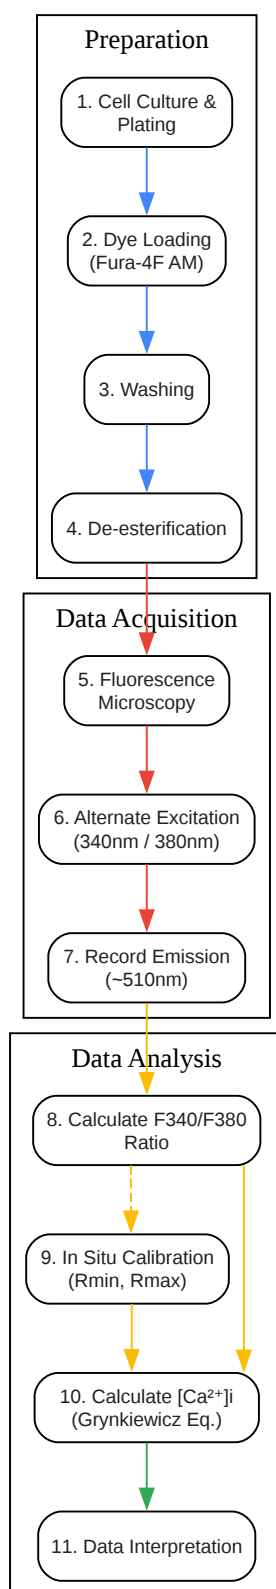 Preparation
1. Cell Culture &
Plating
2. Dye Loading
(Fura-4F AM)
3. Washing
4. De-esterification
Data Acquisition
5. Fluorescence
Microscopy
6. Alternate Excitation
(340nm / 380nm)
7. Record Emission
(~510nm)
Data Analysis
8. Calculate F340/F380
Ratio
9. In Situ Calibration
(Rmin, Rmax)
10. Calculate [Ca²⁺]i
(Grynkiewicz Eq.)
11. Data Interpretation